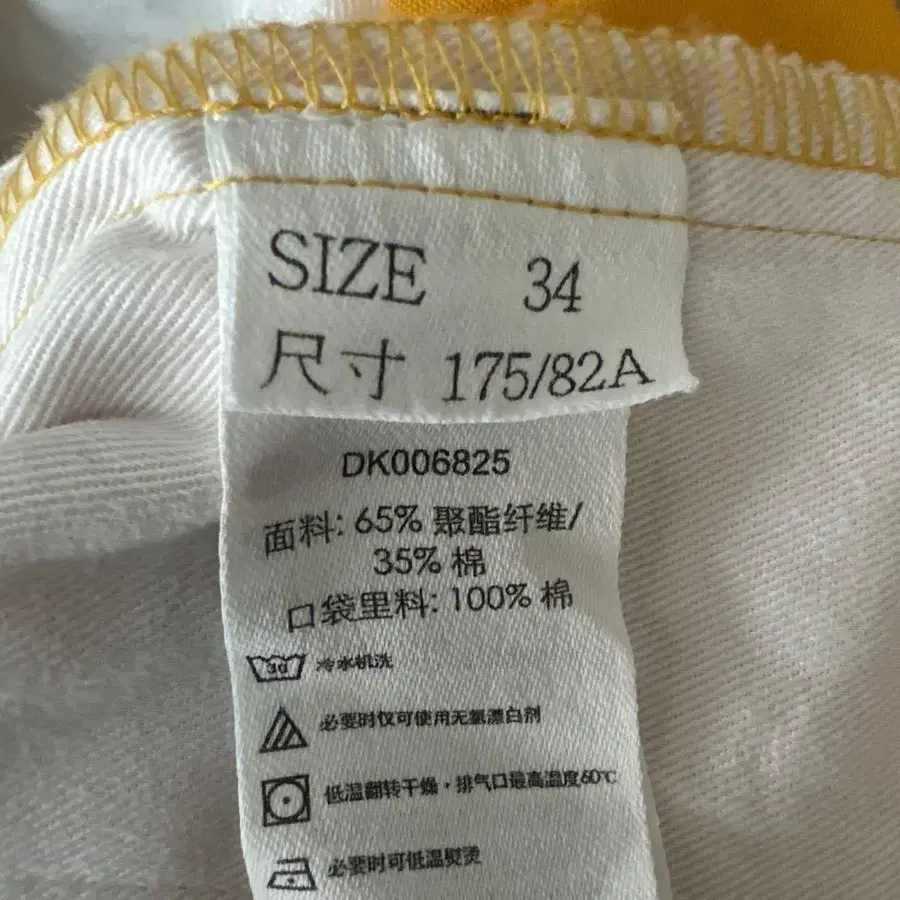 SIZE 34
尺寸 175/82A
DK006825
面料: 65% 聚酯纤维/
35% 棉
口袋里料: 100% 棉
30 冷水机洗
必要时仅可使用无氯漂白剂
低温翻转干燥，排气口最高温度60℃
必要时可低温熨烫